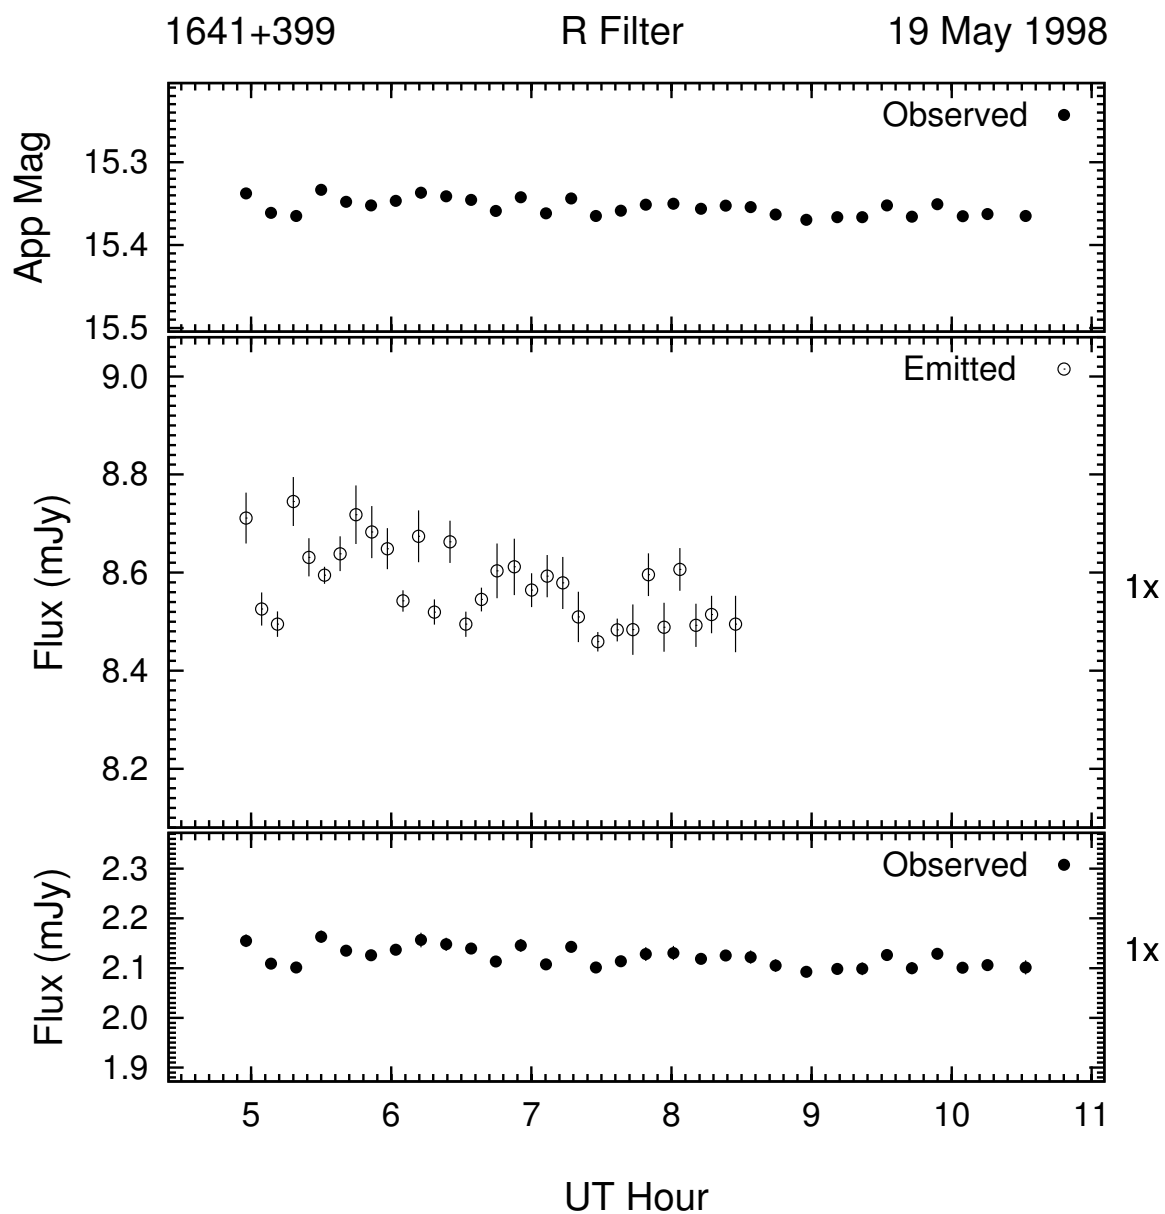 1641+399 R Filter 19 May 1998
Observed
App Mag
15.3
15.4
15.5
Emitted
Flux (mJy)
9.0
8.8
8.6
8.4
8.2
1x
Observed
Flux (mJy)
2.3
2.2
2.1
2.0
1.9
1x
5 6 7 8 9 10 11
UT Hour